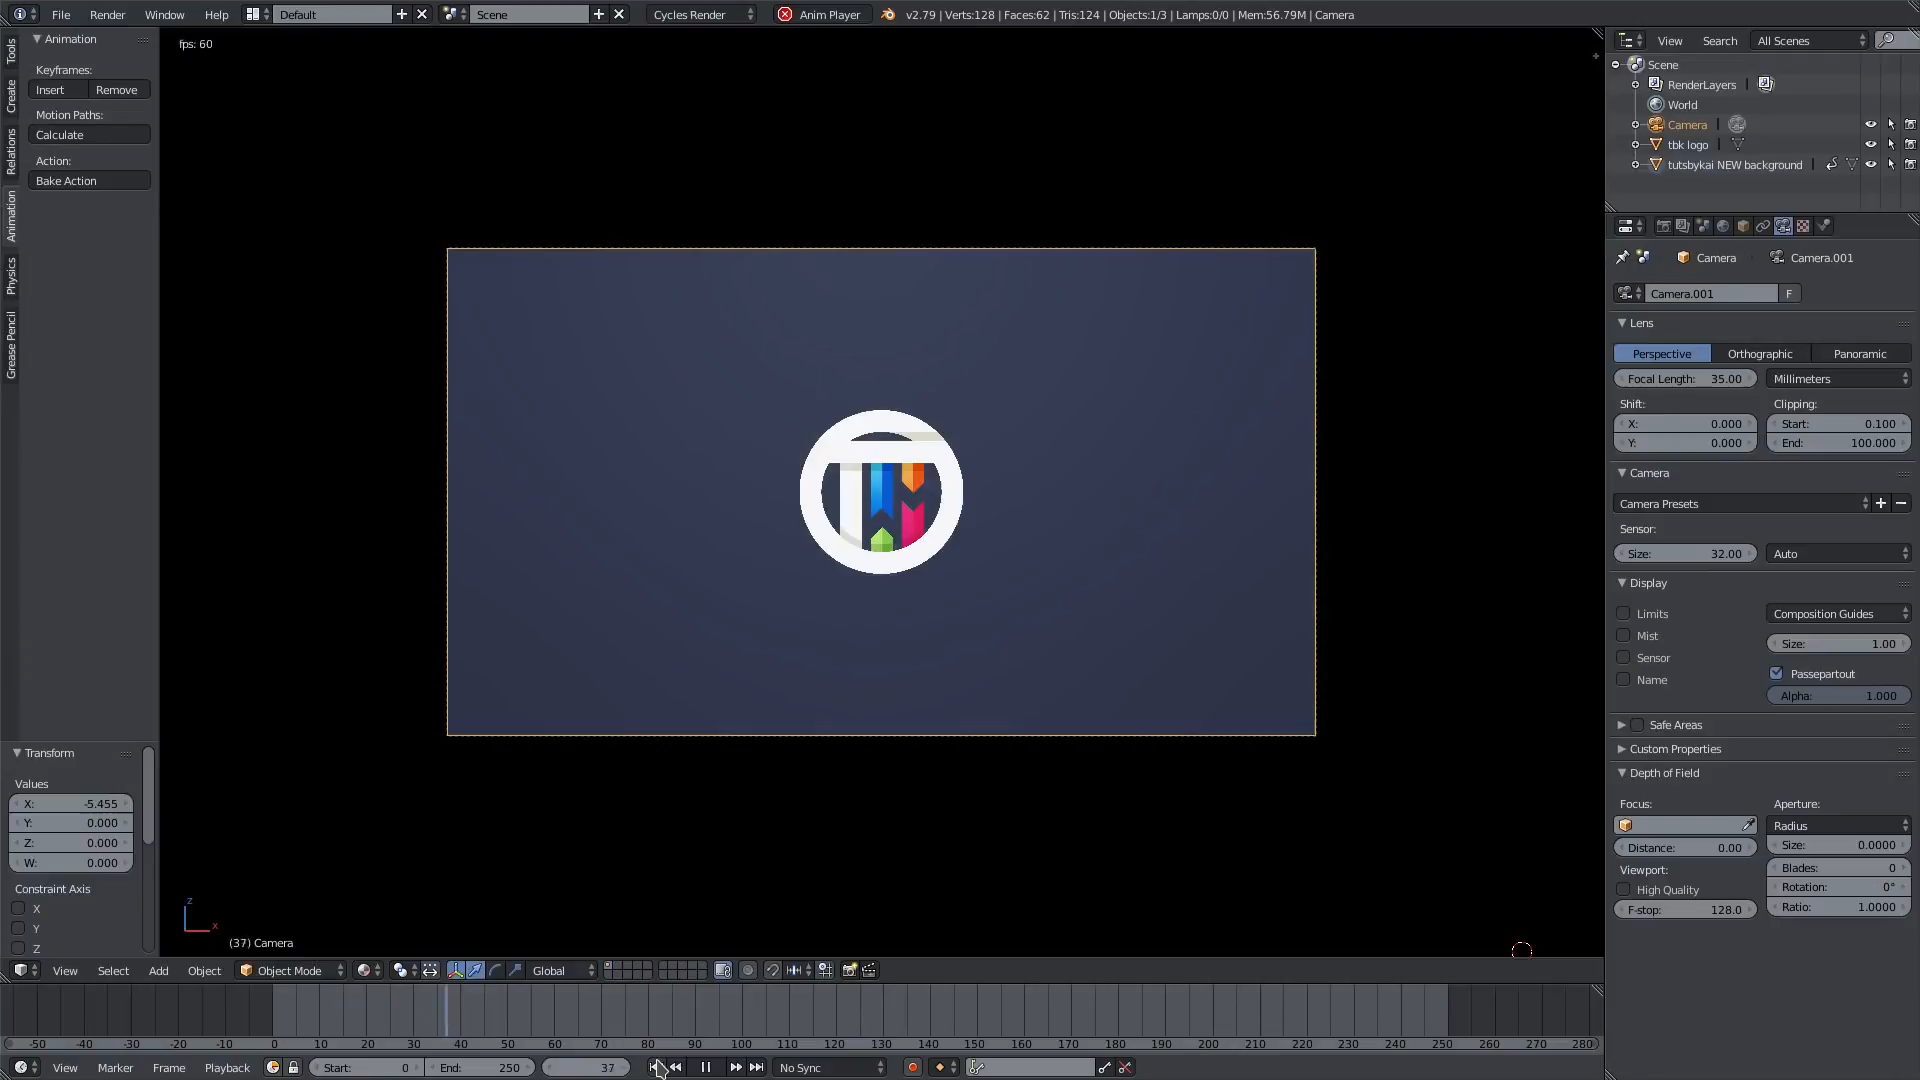 File Render Window Help Default Scene Cycles Render Anim Player v2.79 | Verts:128 | Faces:62 | Tris:124 | Objects:1/3 | Lamps:0/0 | Mem:56.79M | Camera
Tools
Create
Relations
Animation
Physics
Grease Pencil
Animation
Keyframes:
Insert Remove
Motion Paths:
Calculate
Action:
Bake Action
Transform
Values
X: -5.455
Y: 0.000
Z: 0.000
W: 0.000
Constraint Axis
X
Y
Z
fps: 60
z
x
(37) Camera
View Select Add Object Object Mode Global
-50 -40 -30 -20 -10 0 10 20 30 40 50 60 70 80 90 100 110 120 130 140 150 160 170 180 190 200 210 220 230 240 250 260 270 280
View Marker Frame Playback Start: 0 End: 250 37 No Sync
View Search All Scenes
Scene
RenderLayers |
World
Camera |
tbk logo |
tutsbykai NEW background |
Camera Camera.001
Camera.001 F
Lens
Perspective Orthographic Panoramic
Focal Length: 35.00 Millimeters
Shift: Clipping:
X: 0.000 Start: 0.100
Y: 0.000 End: 100.000
Camera
Camera Presets
Sensor:
Size: 32.00 Auto
Display
Limits Composition Guides
Mist Size: 1.00
Sensor Passepartout
Name Alpha: 1.000
Safe Areas
Custom Properties
Depth of Field
Focus: Aperture:
Radius
Distance: 0.00 Size: 0.0000
Viewport: Blades: 0
High Quality Rotation: 0°
F-stop: 128.0 Ratio: 1.0000